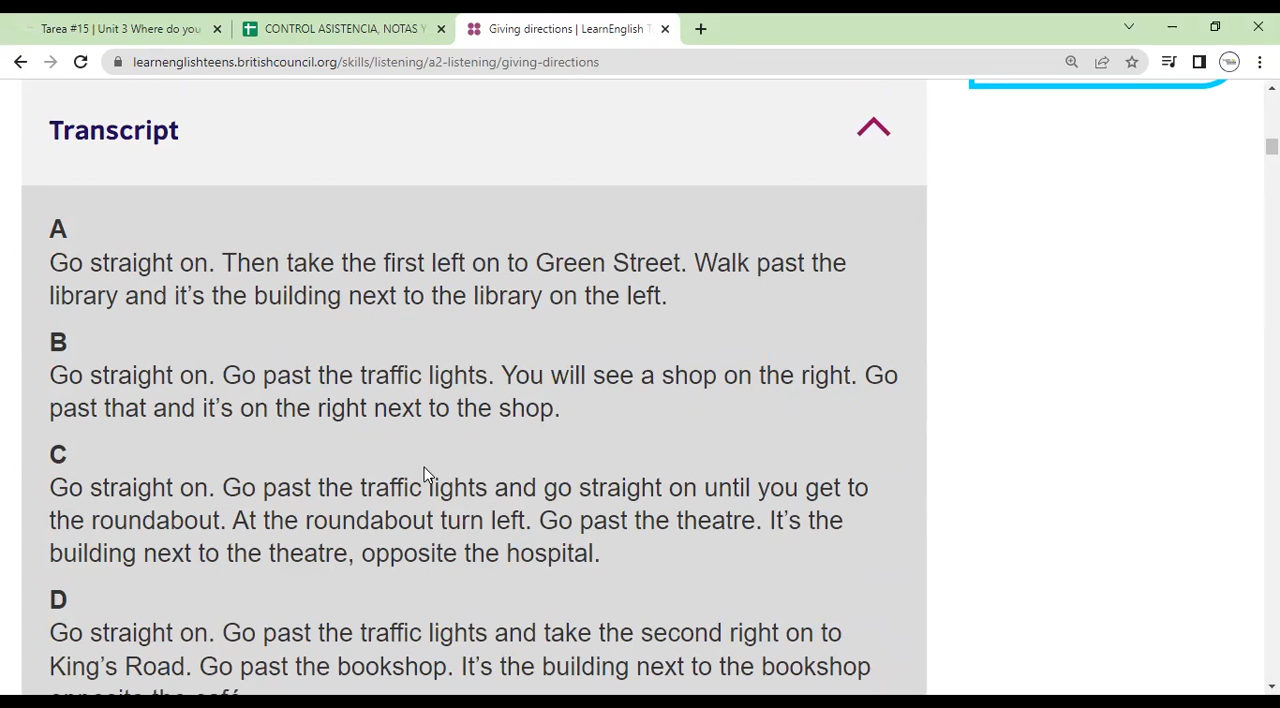 Tarea #15 | Unit 3 Where do you
CONTROL ASISTENCIA, NOTAS Y
Giving directions | LearnEnglish T
learnenglishteens.britishcouncil.org/skills/listening/a2-listening/giving-directions
Transcript
A
Go straight on. Then take the first left on to Green Street. Walk past the
library and it’s the building next to the library on the left.
B
Go straight on. Go past the traffic lights. You will see a shop on the right. Go
past that and it’s on the right next to the shop.
C
Go straight on. Go past the traffic lights and go straight on until you get to
the roundabout. At the roundabout turn left. Go past the theatre. It’s the
building next to the theatre, opposite the hospital.
D
Go straight on. Go past the traffic lights and take the second right on to
King’s Road. Go past the bookshop. It’s the building next to the bookshop
opposite the café